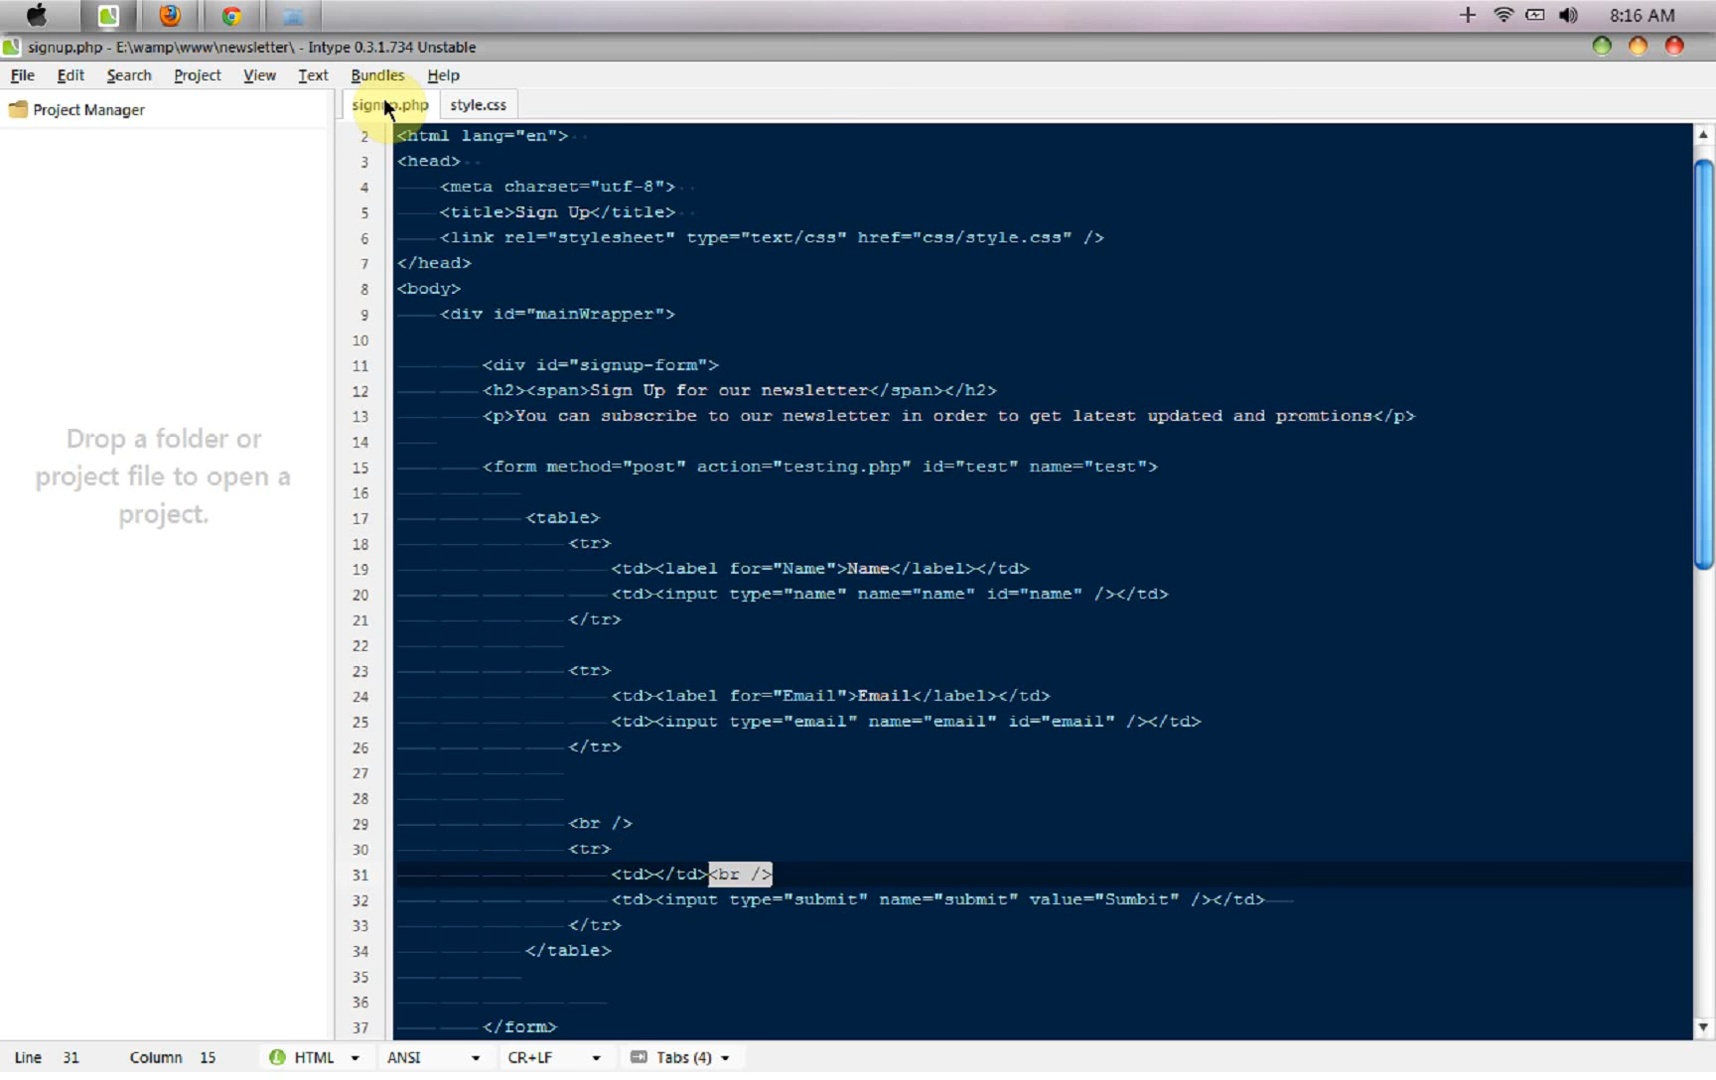 8:16 AM
signup.php - E:\wamp\www\newsletter\ - Intype 0.3.1.734 Unstable
File Edit Search Project View Text Bundles Help
Project Manager
signup.php style.css
Drop a folder or
project file to open a
project.
2 <html lang="en">
3 <head>
4 <meta charset="utf-8">
5 <title>Sign Up</title>
6 <link rel="stylesheet" type="text/css" href="css/style.css" />
7 </head>
8 <body>
9 <div id="mainWrapper">
10
11 <div id="signup-form">
12 <h2><span>Sign Up for our newsletter</span></h2>
13 <p>You can subscribe to our newsletter in order to get latest updated and promtions</p>
14
15 <form method="post" action="testing.php" id="test" name="test">
16
17 <table>
18 <tr>
19 <td><label for="Name">Name</label></td>
20 <td><input type="name" name="name" id="name" /></td>
21 </tr>
22
23 <tr>
24 <td><label for="Email">Email</label></td>
25 <td><input type="email" name="email" id="email" /></td>
26 </tr>
27
28
29 <br />
30 <tr>
31 <td></td><br />
32 <td><input type="submit" name="submit" value="Sumbit" /></td>
33 </tr>
34 </table>
35
36
37 </form>
Line 31 Column 15 HTML ANSI CR+LF Tabs (4)